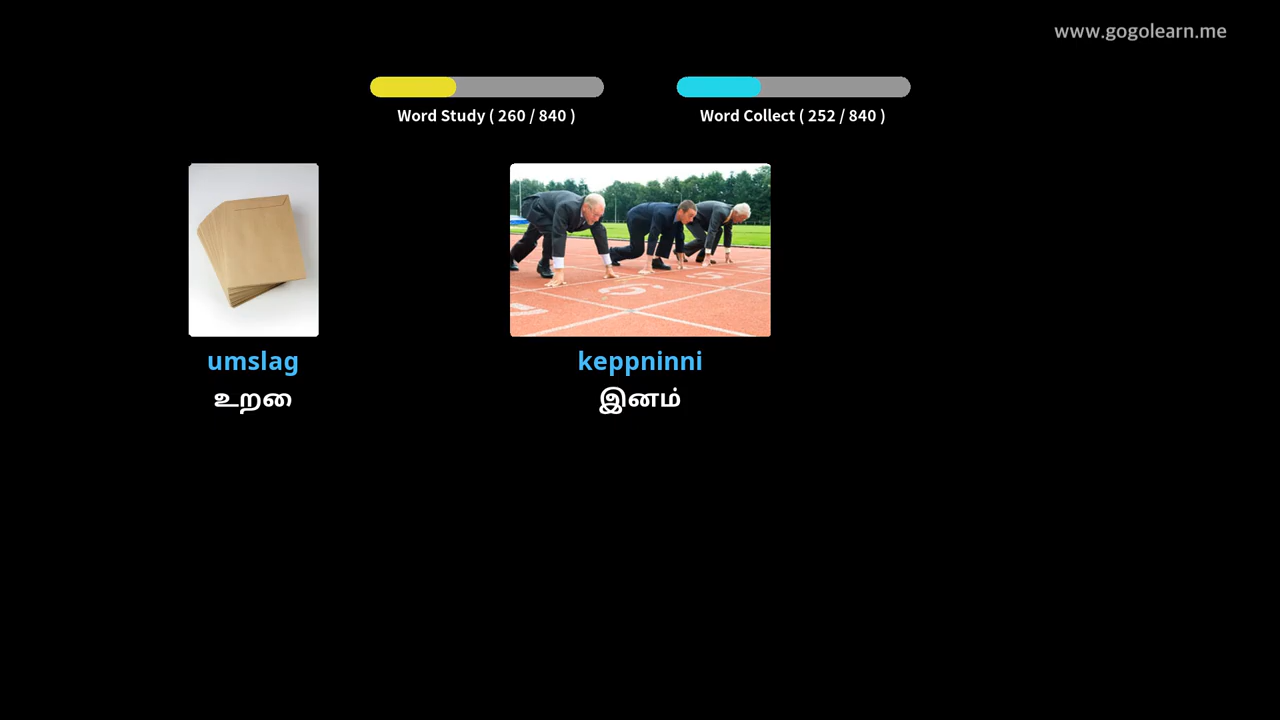 www.gogolearn.me
Word Study ( 260 / 840 )
Word Collect ( 252 / 840 )
umslag
உறை
keppninni
இனம்